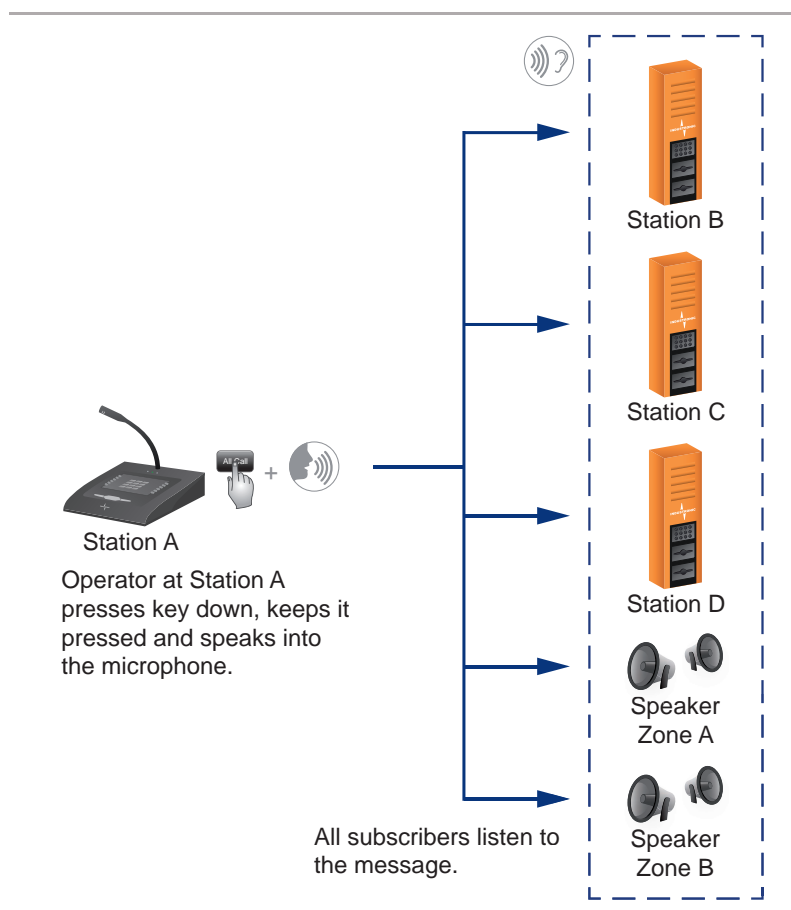 Station B
Station C
All Call
+
Station A
Operator at Station A
presses key down, keeps it
pressed and speaks into
the microphone.
Station D
Speaker
Zone A
All subscribers listen to
the message.
Speaker
Zone B